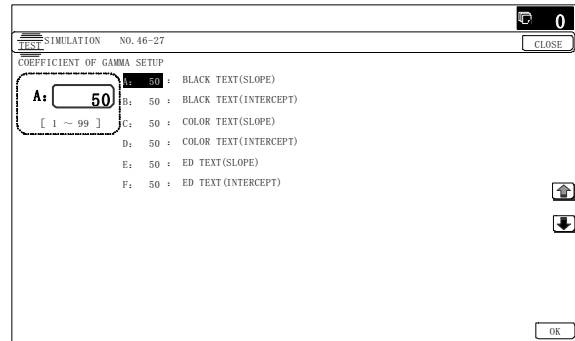 0
TEST SIMULATION NO.46-27
CLOSE
COEFFICIENT OF GAMMA SETUP
A: 50
[ 1 ～ 99 ]
A: 50 : BLACK TEXT(SLOPE)
B: 50 : BLACK TEXT(INTERCEPT)
C: 50 : COLOR TEXT(SLOPE)
D: 50 : COLOR TEXT(INTERCEPT)
E: 50 : ED TEXT(SLOPE)
F: 50 : ED TEXT(INTERCEPT)
OK